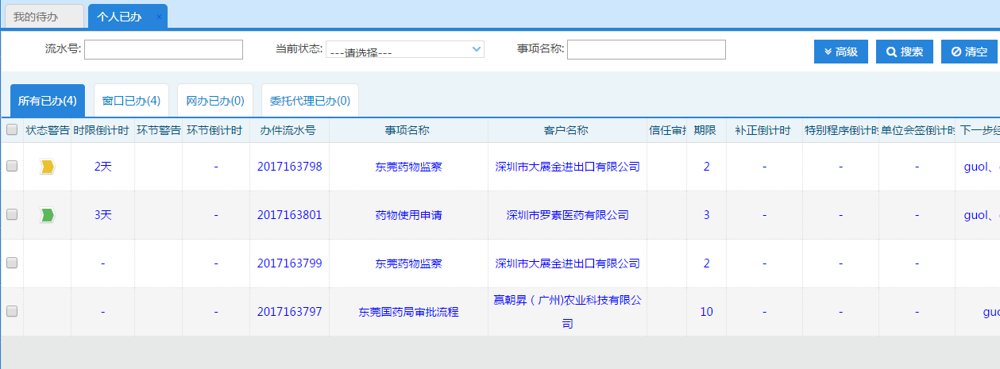 我的待办 个人已办 ×
流水号: 当前状态: ---请选择--- 事项名称: 高级 搜索 清空
所有已办(4) 窗口已办(4) 网办已办(0) 委托代理已办(0)
状态警告 时限倒计时 环节警告 环节倒计时 办件流水号 事项名称 客户名称 信任审 期限 补正倒计时 特别程序倒计时 单位会签倒计时 下一步经
2天 - 2017163798 东莞药物监察 深圳市大展金进出口有限公司 2 - - - guol、
3天 - 2017163801 药物使用申请 深圳市罗素医药有限公司 3 - - - guol、
- - 2017163799 东莞药物监察 深圳市大展金进出口有限公司 2 - - -
- - 2017163797 东莞国药局审批流程 赢朝昇（广州)农业科技有限公 10 - - - guo
司